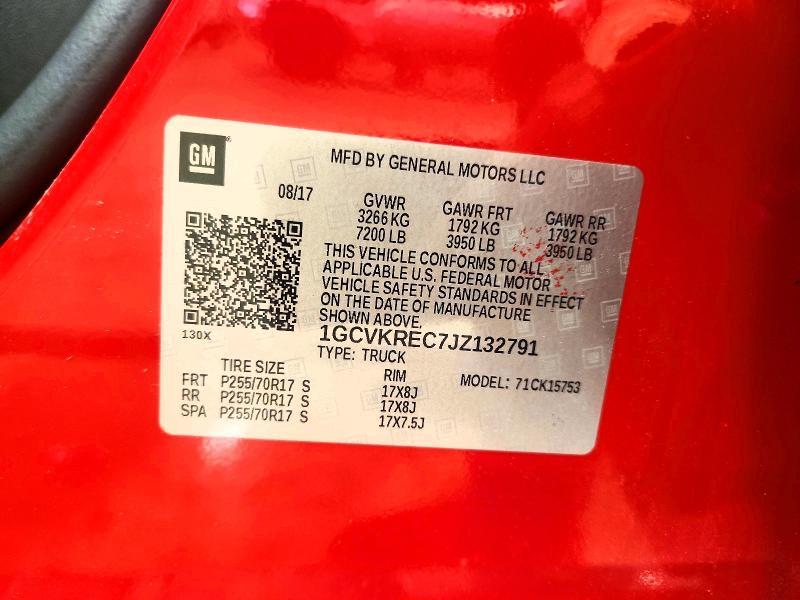 GM
MFD BY GENERAL MOTORS LLC
08/17
GVWR GAWR FRT GAWR RR
3266 KG 1792 KG 1792 KG
7200 LB 3950 LB 3950 LB
THIS VEHICLE CONFORMS TO ALL
APPLICABLE U.S. FEDERAL MOTOR
VEHICLE SAFETY STANDARDS IN EFFECT
ON THE DATE OF MANUFACTURE
SHOWN ABOVE.
130X
1GCVKREC7JZ132791
TYPE: TRUCK
TIRE SIZE RIM MODEL: 71CK15753
FRT P255/70R17 S 17X8J
RR P255/70R17 S 17X8J
SPA P255/70R17 S 17X7.5J